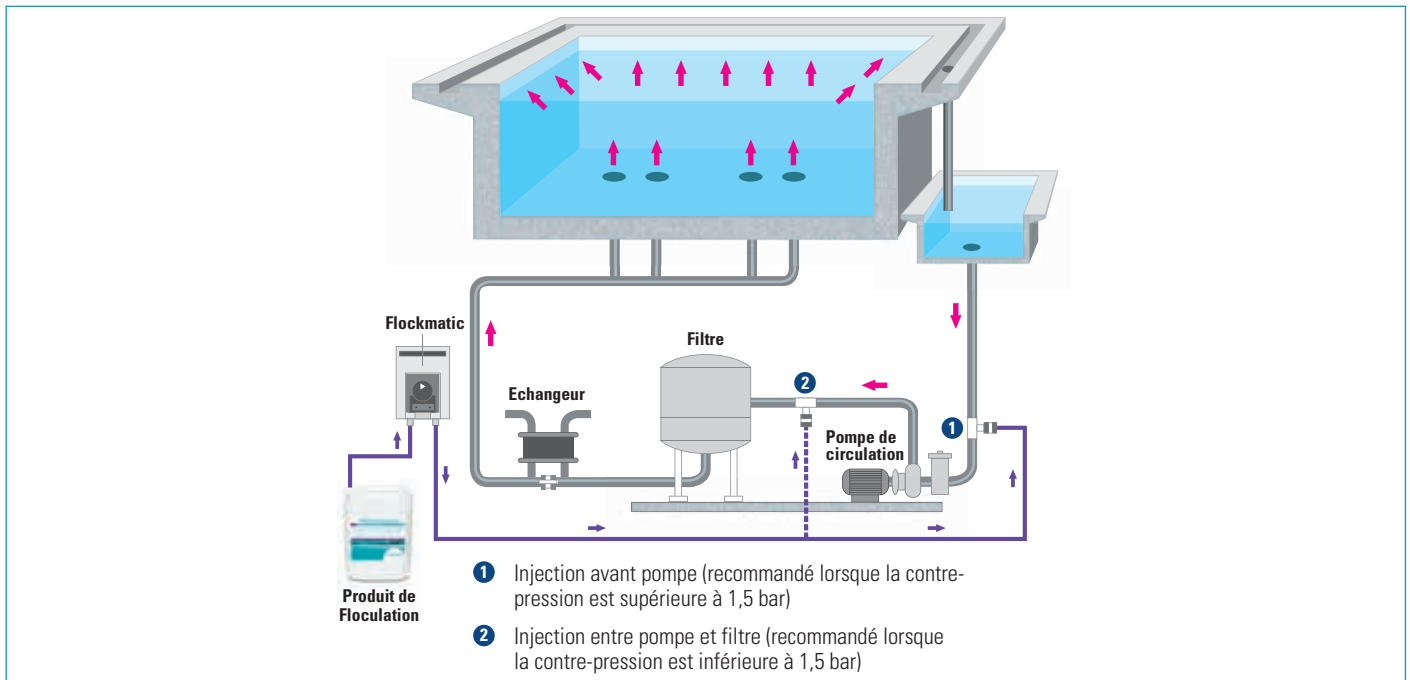 Flockmatic
Filtre
Echangeur
2
1
Pompe de
circulation
Produit de
Floculation
1 Injection avant pompe (recommandé lorsque la contre-
pression est supérieure à 1,5 bar)
2 Injection entre pompe et filtre (recommandé lorsque
la contre-pression est inférieure à 1,5 bar)